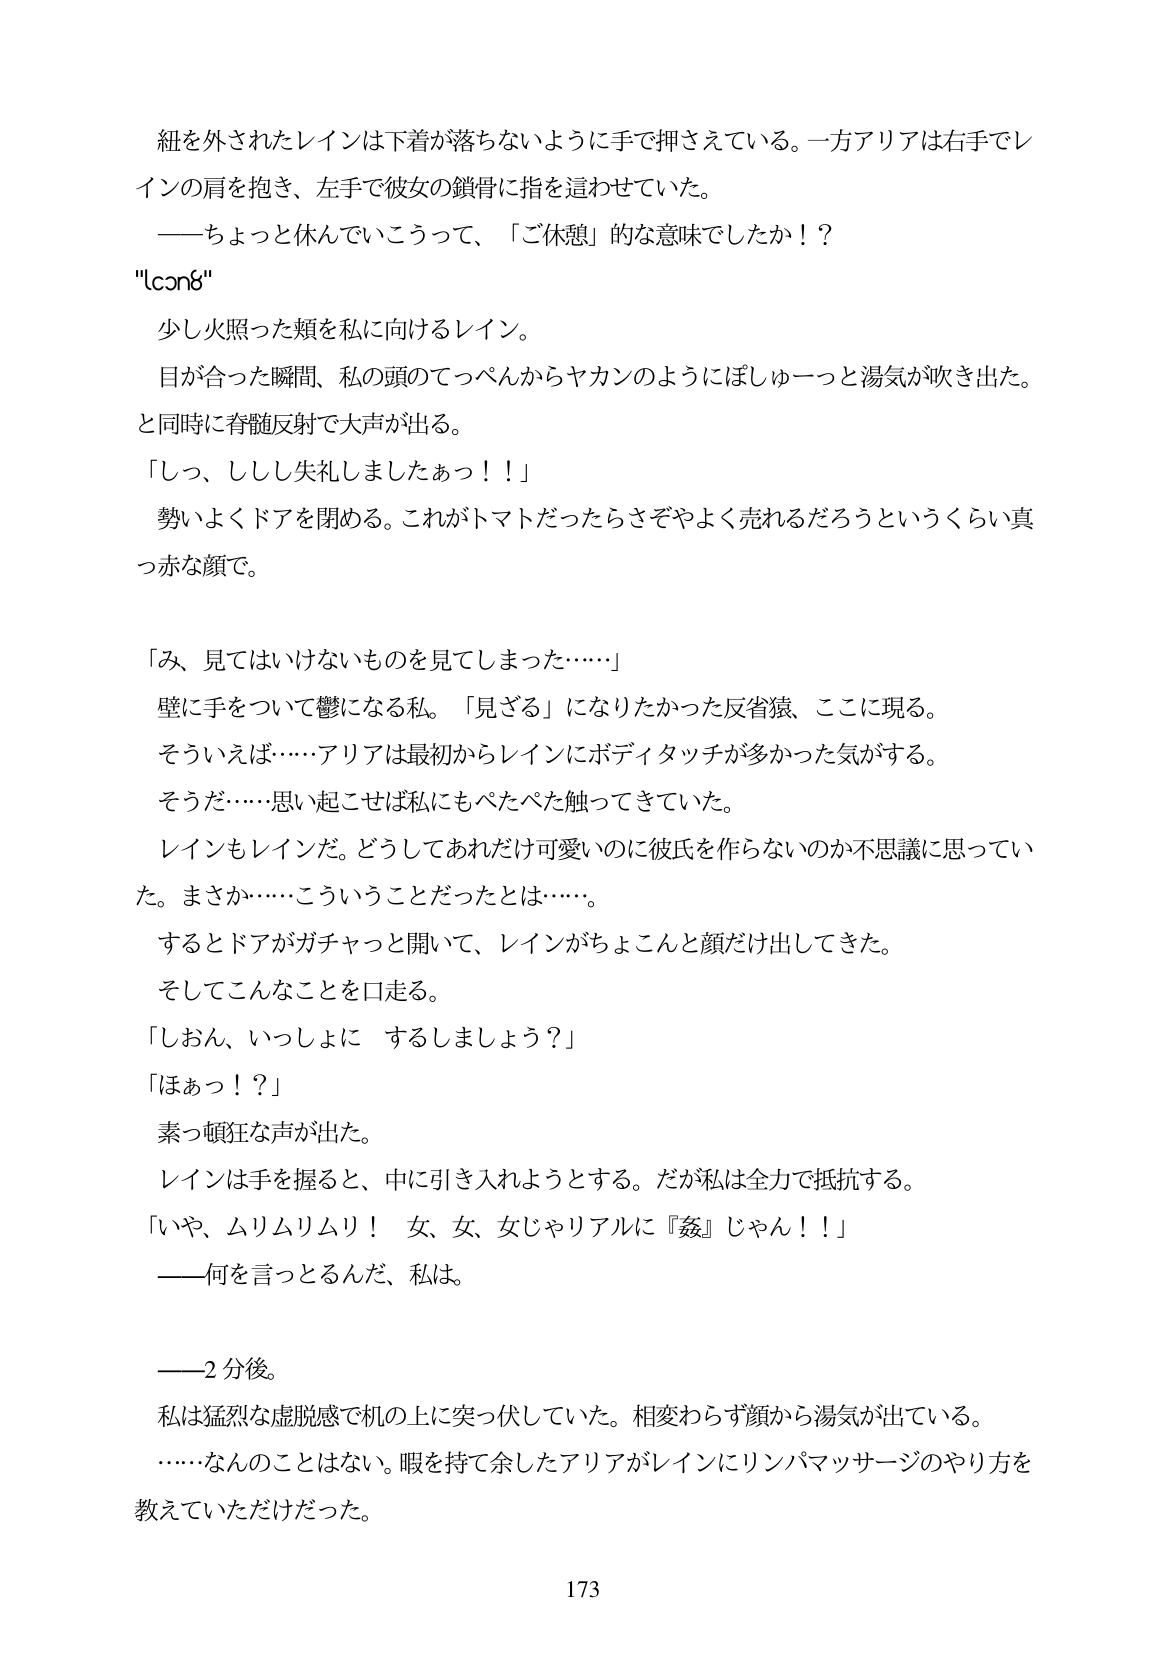 紐を外されたレインは下着が落ちないように手で押さえている。一方アリアは右手でレ
インの肩を抱き、左手で彼女の鎖骨に指を這わせていた。
――ちょっと休んでいこうって、「ご休憩」的な意味でしたか！？
少し火照った頬を私に向けるレイン。
目が合った瞬間、私の頭のてっぺんからヤカンのようにぽしゅーっと湯気が吹き出た。
と同時に脊髄反射で大声が出る。
「しっ、ししし失礼しましたぁっ！！」
勢いよくドアを閉める。これがトマトだったらさぞやよく売れるだろうというくらい真
っ赤な顔で。
「み、見てはいけないものを見てしまった……」
壁に手をついて鬱になる私。「見ざる」になりたかった反省猿、ここに現る。
そういえば……アリアは最初からレインにボディタッチが多かった気がする。
そうだ……思い起こせば私にもぺたぺた触ってきていた。
レインもレインだ。どうしてあれだけ可愛いのに彼氏を作らないのか不思議に思ってい
た。まさか……こういうことだったとは……。
するとドアがガチャっと開いて、レインがちょこんと顔だけ出してきた。
そしてこんなことを口走る。
「しおん、いっしょに　するしましょう？」
「ほぁっ！？」
素っ頓狂な声が出た。
レインは手を握ると、中に引き入れようとする。だが私は全力で抵抗する。
「いや、ムリムリムリ！　女、女、女じゃリアルに『姦』じゃん！！」
――何を言っとるんだ、私は。
――2 分後。
私は猛烈な虚脱感で机の上に突っ伏していた。相変わらず顔から湯気が出ている。
……なんのことはない。暇を持て余したアリアがレインにリンパマッサージのやり方を
教えていただけだった。
173